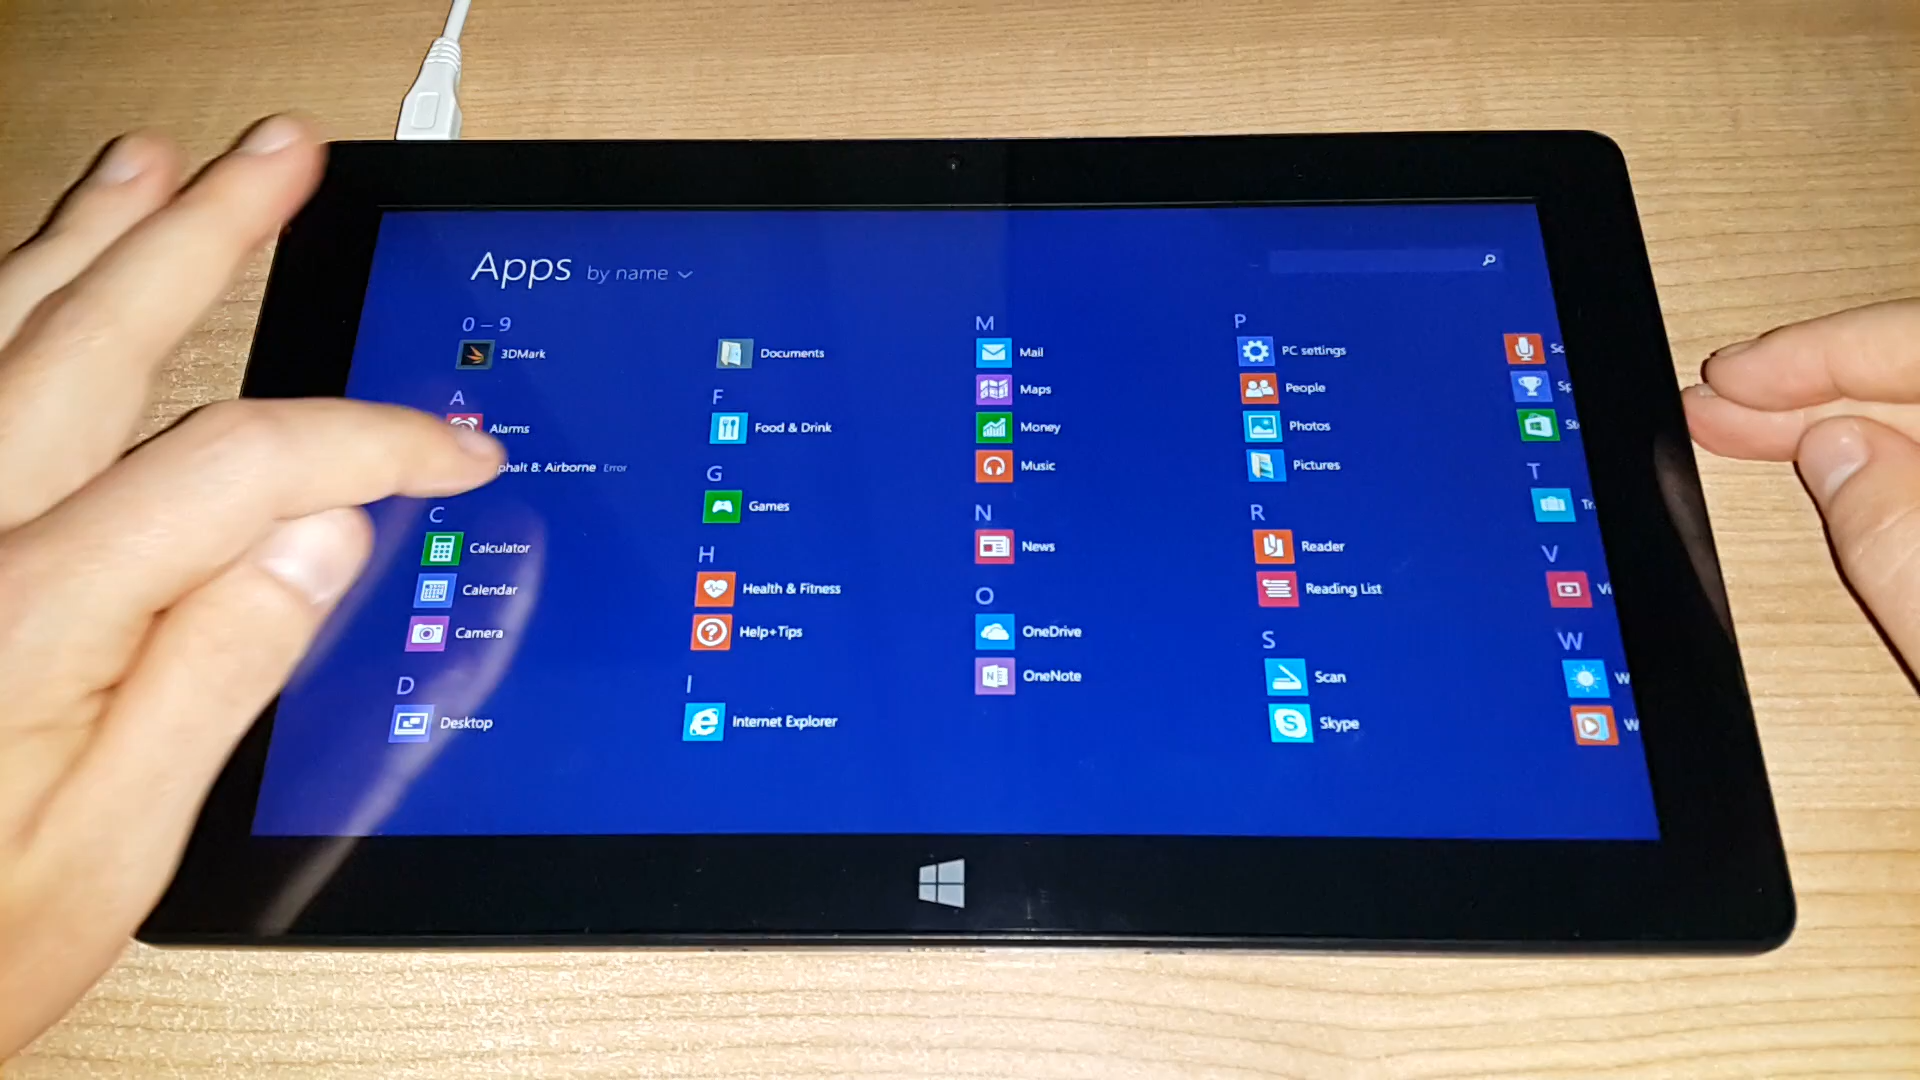 Apps by name
0 – 9
3DMark
A
Alarms
phalt 8: Airborne Error
C
Calculator
Calendar
Camera
D
Desktop
Documents
F
Food & Drink
G
Games
H
Health & Fitness
Help+Tips
I
Internet Explorer
M
Mail
Maps
Money
Music
N
News
O
OneDrive
OneNote
P
PC settings
People
Photos
Pictures
R
Reader
Reading List
S
Scan
Skype
T
V
W